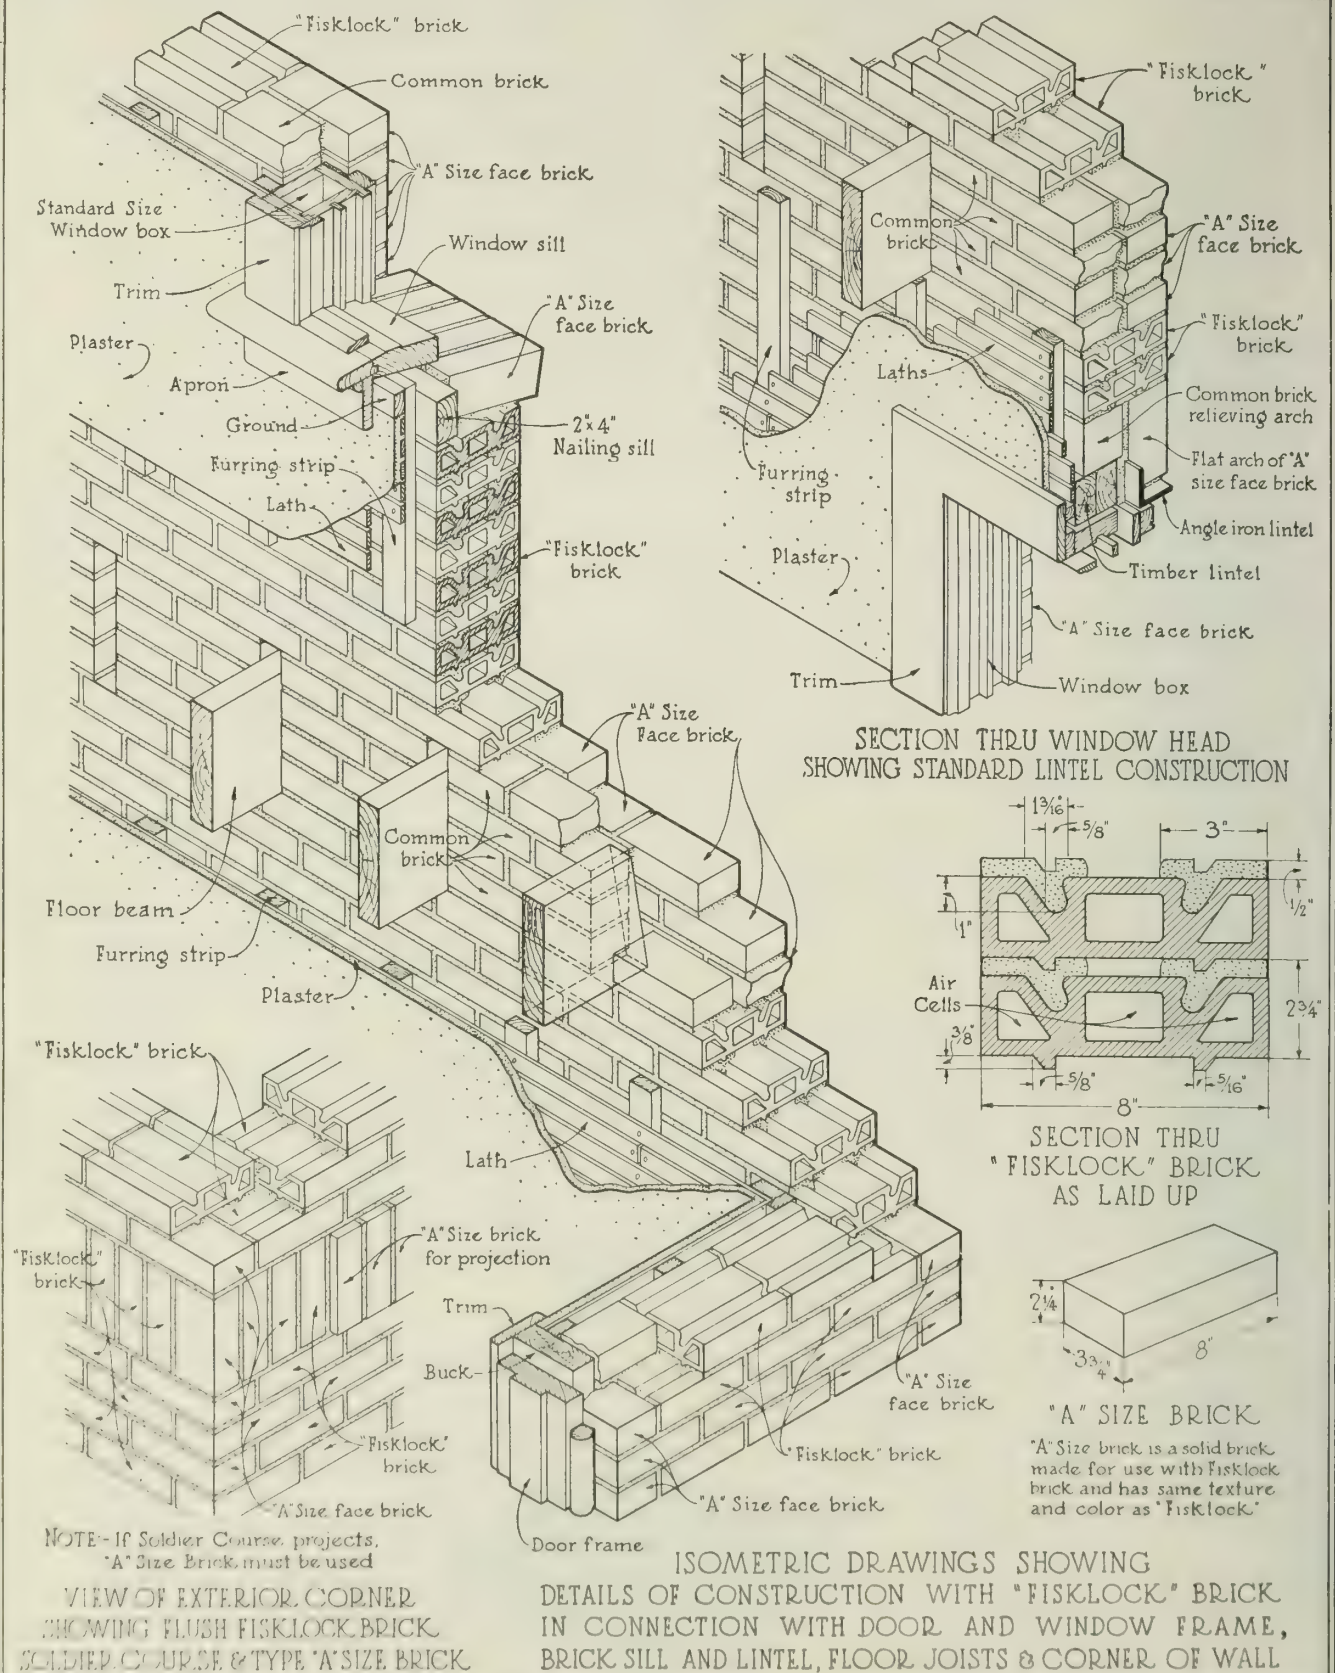 "Fisklock" brick
Common brick
"A" Size face brick
Standard Size
Window box
Window sill
Trim
"A" Size
face brick
Plaster
Apron
Ground
2"x4"
Nailing sill
Furring strip
Lath
"Fisklock"
brick
"A" Size
Face brick
Common
brick
Floor beam
Furring strip
Plaster
Lath
"Fisklock"
brick
Common
brick
"A" Size
face brick
"Fisklock"
brick
Laths
Common brick
relieving arch
Furring
strip
Flat arch of "A"
size face brick
Angle iron lintel
Plaster
Timber lintel
"A" Size face brick
Trim
Window box
SECTION THRU WINDOW HEAD
SHOWING STANDARD LINTEL CONSTRUCTION
1 3/16"
5/8"
3"
1/2"
1"
Air
Cells
2 3/4"
3/8"
5/8"
5/16"
8"
SECTION THRU
"FISKLOCK" BRICK
AS LAID UP
2 1/4"
3 3/4"
8"
"A" SIZE BRICK
"A" Size brick is a solid brick
made for use with Fisklock
brick and has same texture
and color as "Fisklock"
"Fisklock" brick
"A" Size brick
for projection
"Fisklock"
brick
"Fisklock"
brick
"A" Size face brick
NOTE - If Soldier Course projects,
"A" Size Brick must be used
VIEW OF EXTERIOR CORNER
SHOWING FLUSH FISKLOCK BRICK
SOLDIER COURSE & TYPE "A" SIZE BRICK
Trim
Buck
"A" Size
face brick
"Fisklock" brick
"A" Size face brick
Door frame
ISOMETRIC DRAWINGS SHOWING
DETAILS OF CONSTRUCTION WITH "FISKLOCK" BRICK
IN CONNECTION WITH DOOR AND WINDOW FRAME,
BRICK SILL AND LINTEL, FLOOR JOISTS & CORNER OF WALL